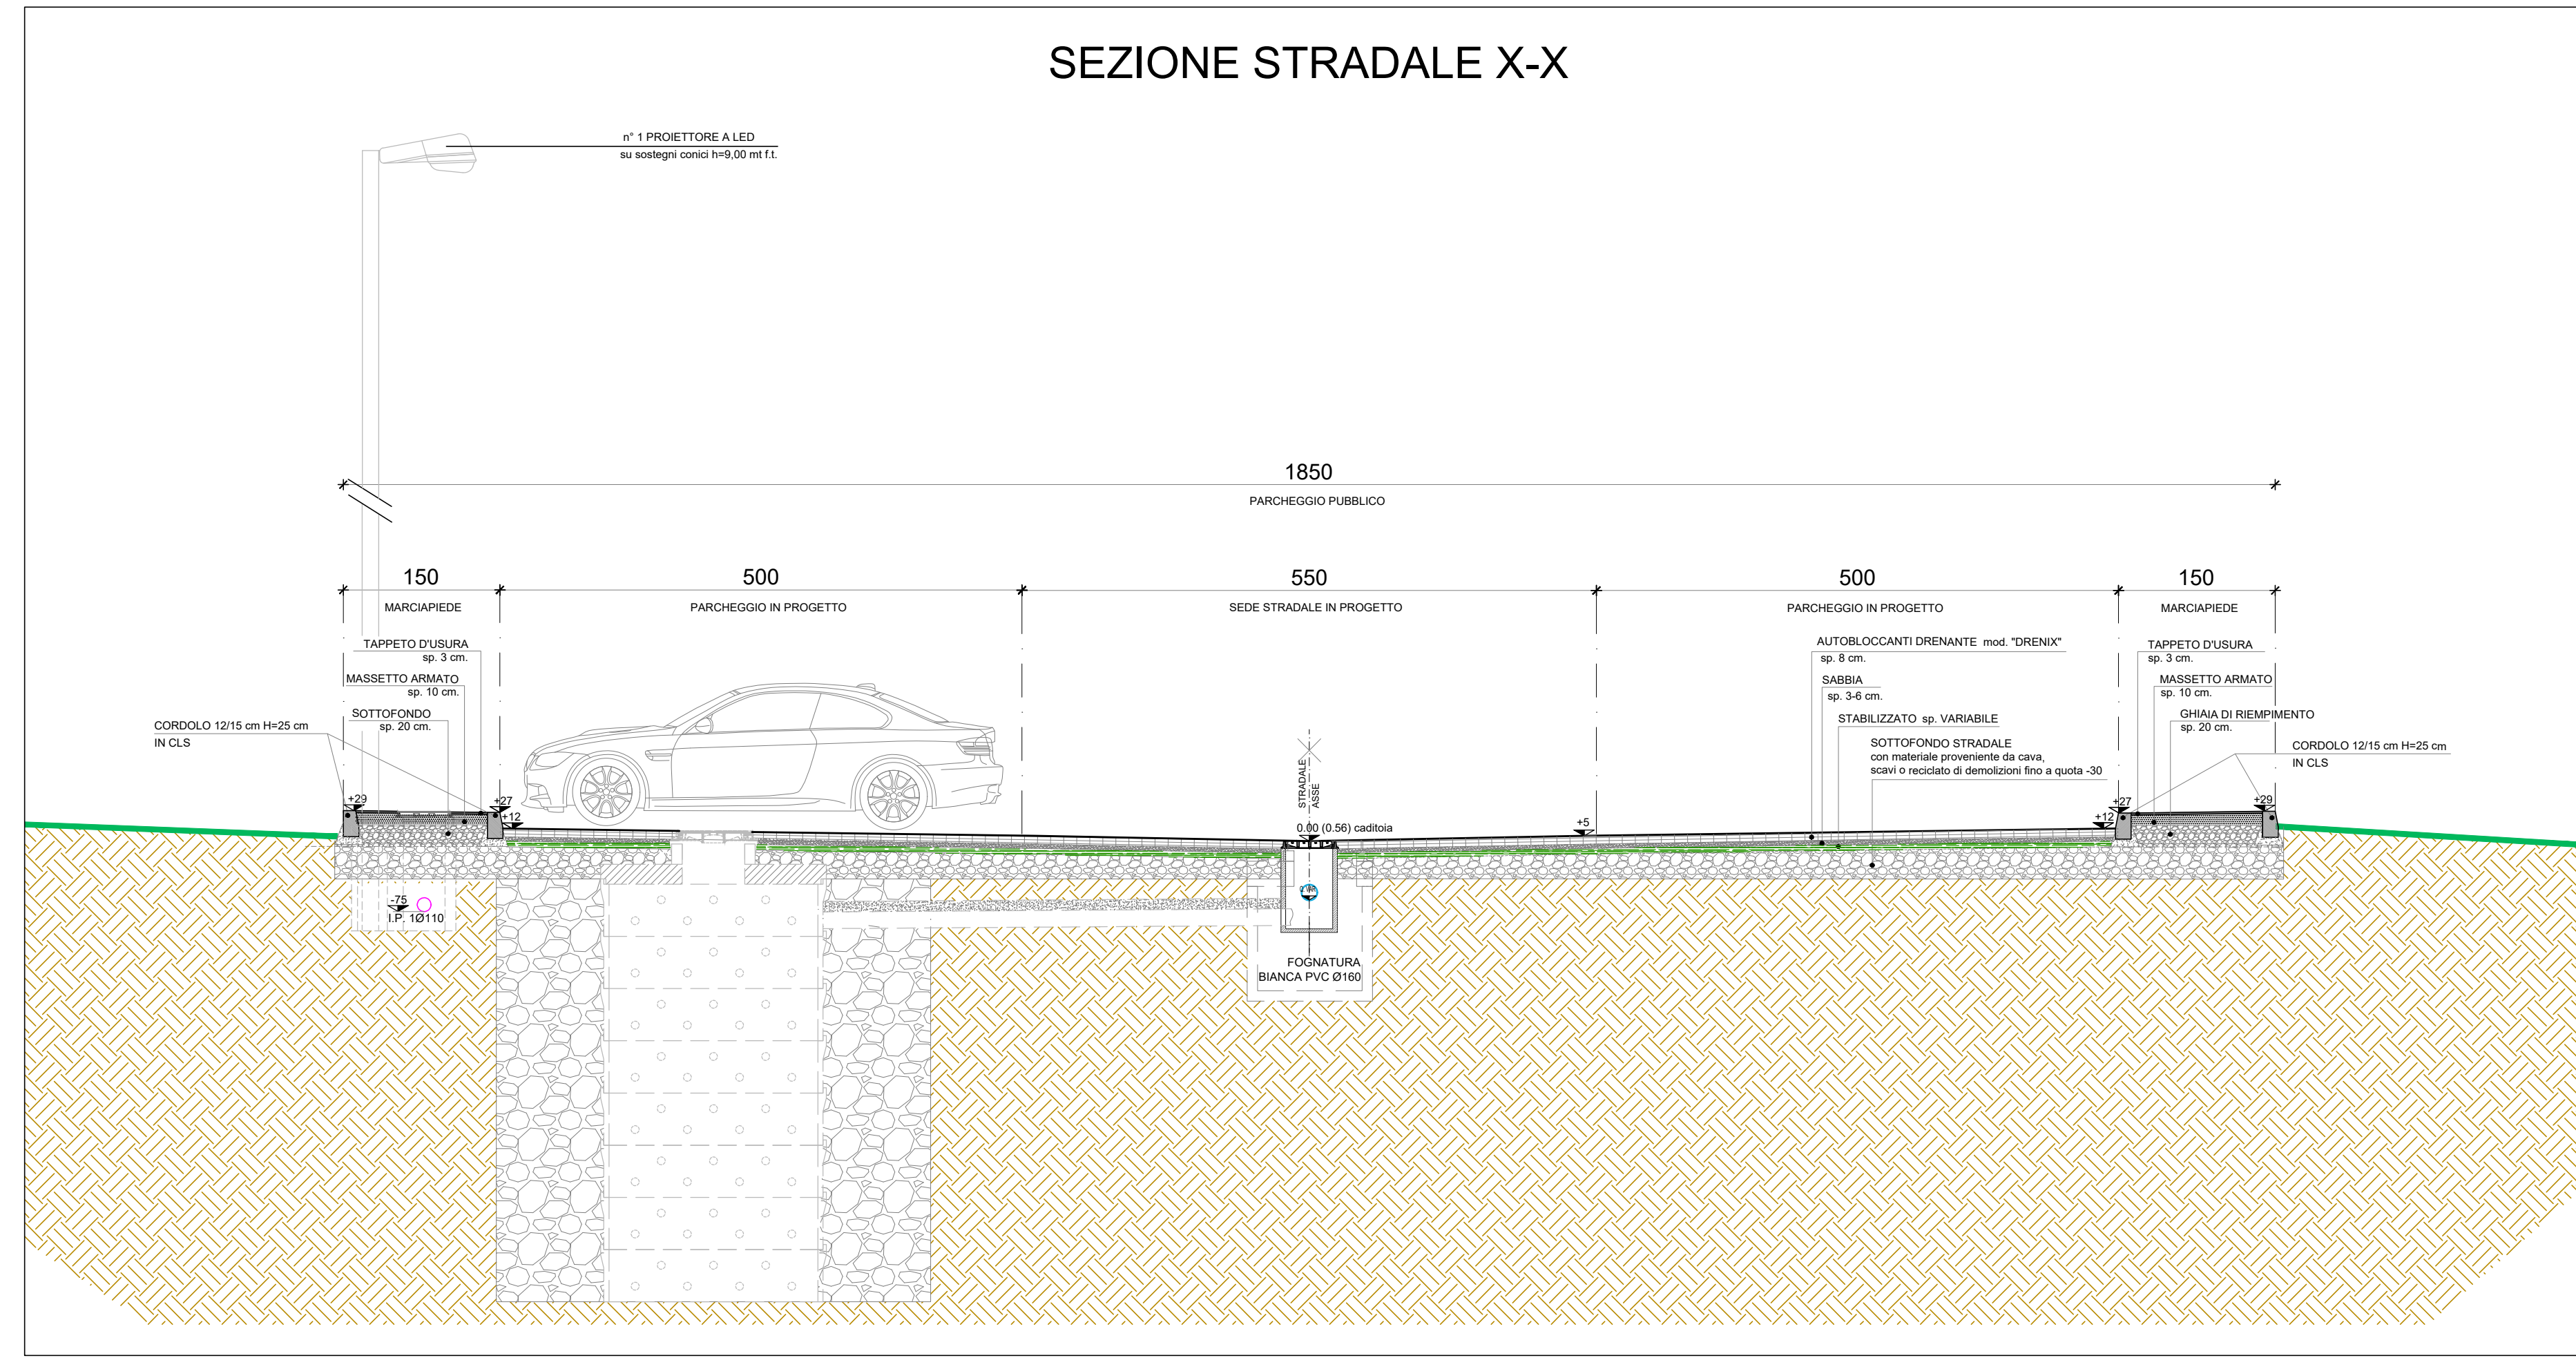 SEZIONE STRADALE X-X
n° 1 PROIETTORE A LED
su sostegni conici h=9,00 mt f.t.
1850
PARCHEGGIO PUBBLICO
150
500
550
500
150
MARCIAPIEDE
PARCHEGGIO IN PROGETTO
SEDE STRADALE IN PROGETTO
PARCHEGGIO IN PROGETTO
MARCIAPIEDE
TAPPETO D'USURA
sp. 3 cm.
MASSETTO ARMATO
sp. 10 cm.
SOTTOFONDO
sp. 20 cm.
CORDOLO 12/15 cm H=25 cm
IN CLS
AUTOBLOCCANTI DRENANTE mod. "DRENIX"
sp. 8 cm.
SABBIA
sp. 3-6 cm.
STABILIZZATO sp. VARIABILE
SOTTOFONDO STRADALE
con materiale proveniente da cava,
scavi o reciclato di demolizioni fino a quota -30
TAPPETO D'USURA
sp. 3 cm.
MASSETTO ARMATO
sp. 10 cm.
GHIAIA DI RIEMPIMENTO
sp. 20 cm.
CORDOLO 12/15 cm H=25 cm
IN CLS
STRADALE
ASSE
+29
+27
+12
0.00 (0.56) caditoia
+5
+12
+27
+29
-75
I.P. 1Ø110
FOGNATURA
BIANCA PVC Ø160